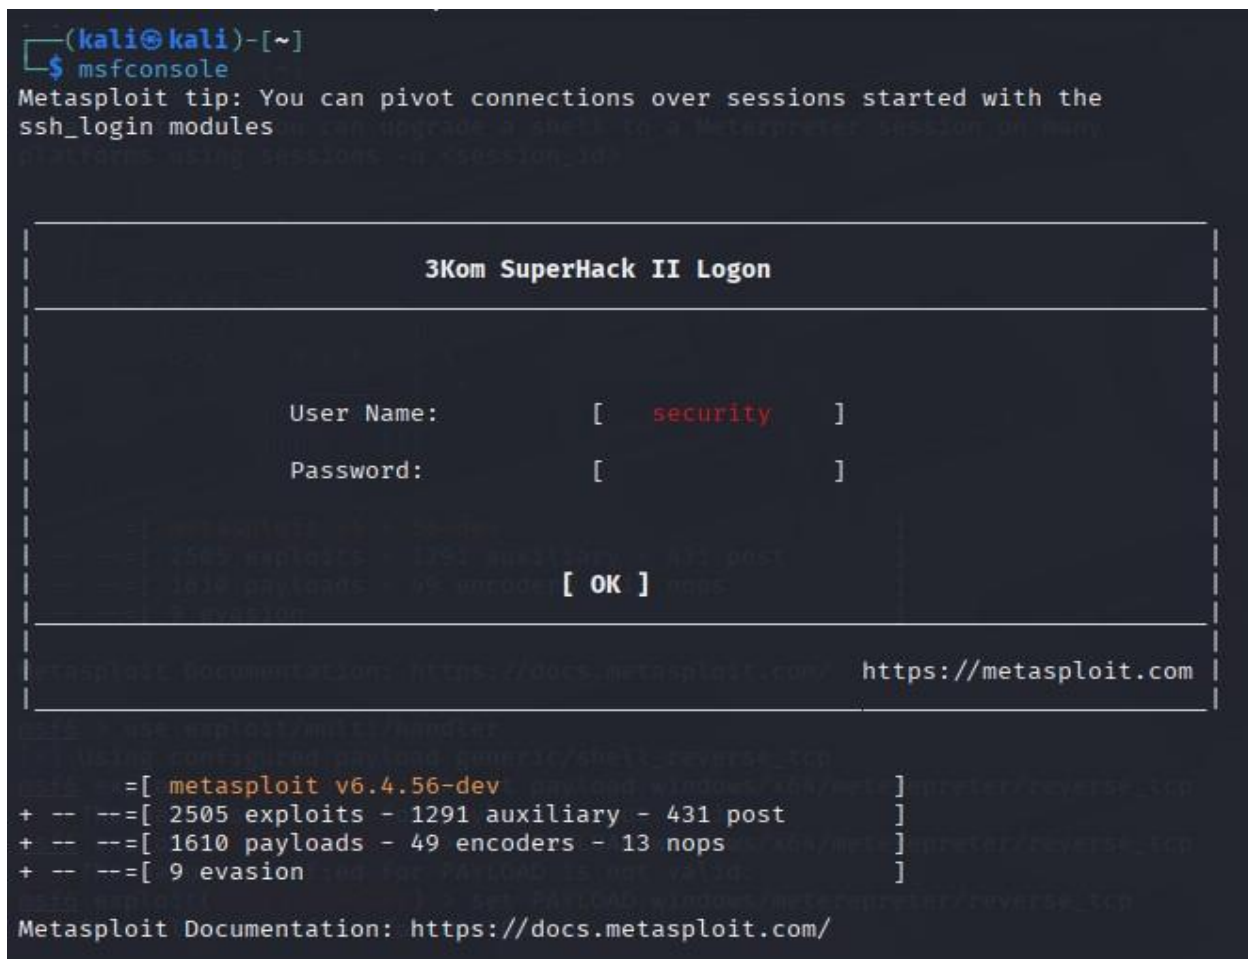 (kali㉿kali)-[~]
$ msfconsole
Metasploit tip: You can pivot connections over sessions started with the
ssh_login modules
3Kom SuperHack II Logon
User Name: [ security ]
Password: [ ]
[ OK ]
https://metasploit.com
=[ metasploit v6.4.56-dev ]
+ -- --=[ 2505 exploits - 1291 auxiliary - 431 post ]
+ -- --=[ 1610 payloads - 49 encoders - 13 nops ]
+ -- --=[ 9 evasion ]
Metasploit Documentation: https://docs.metasploit.com/